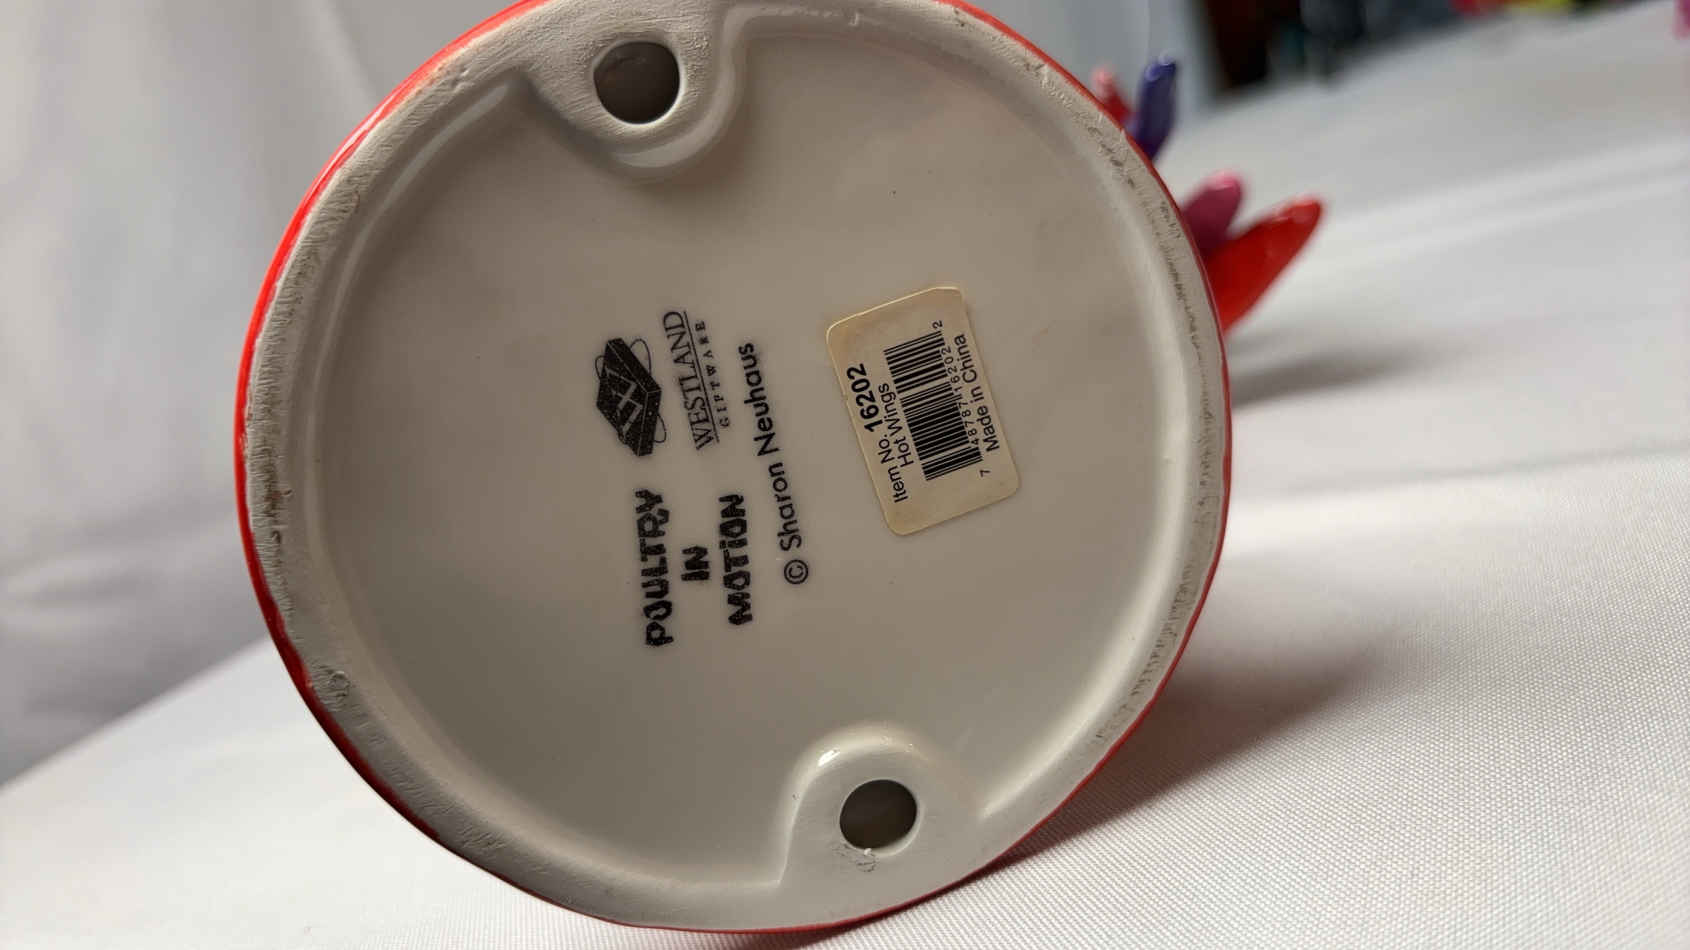 POULTRY
IN
MOTION
WESTLAND
GIFTWARE
© Sharon Neuhaus
Item No. 16202
Hot Wings
7 48787 16202 2
Made in China